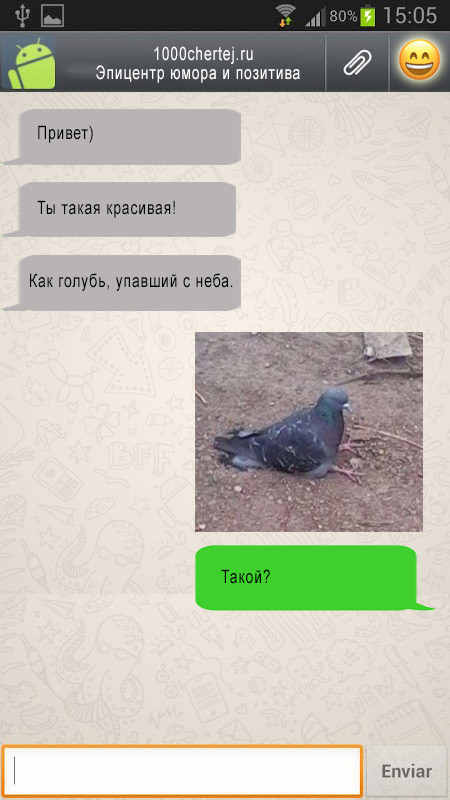 80% 15:05
1000chertej.ru
Эпицентр юмора и позитива
Привет)
Ты такая красивая!
Как голубь, упавший с неба.
Такой?
Enviar